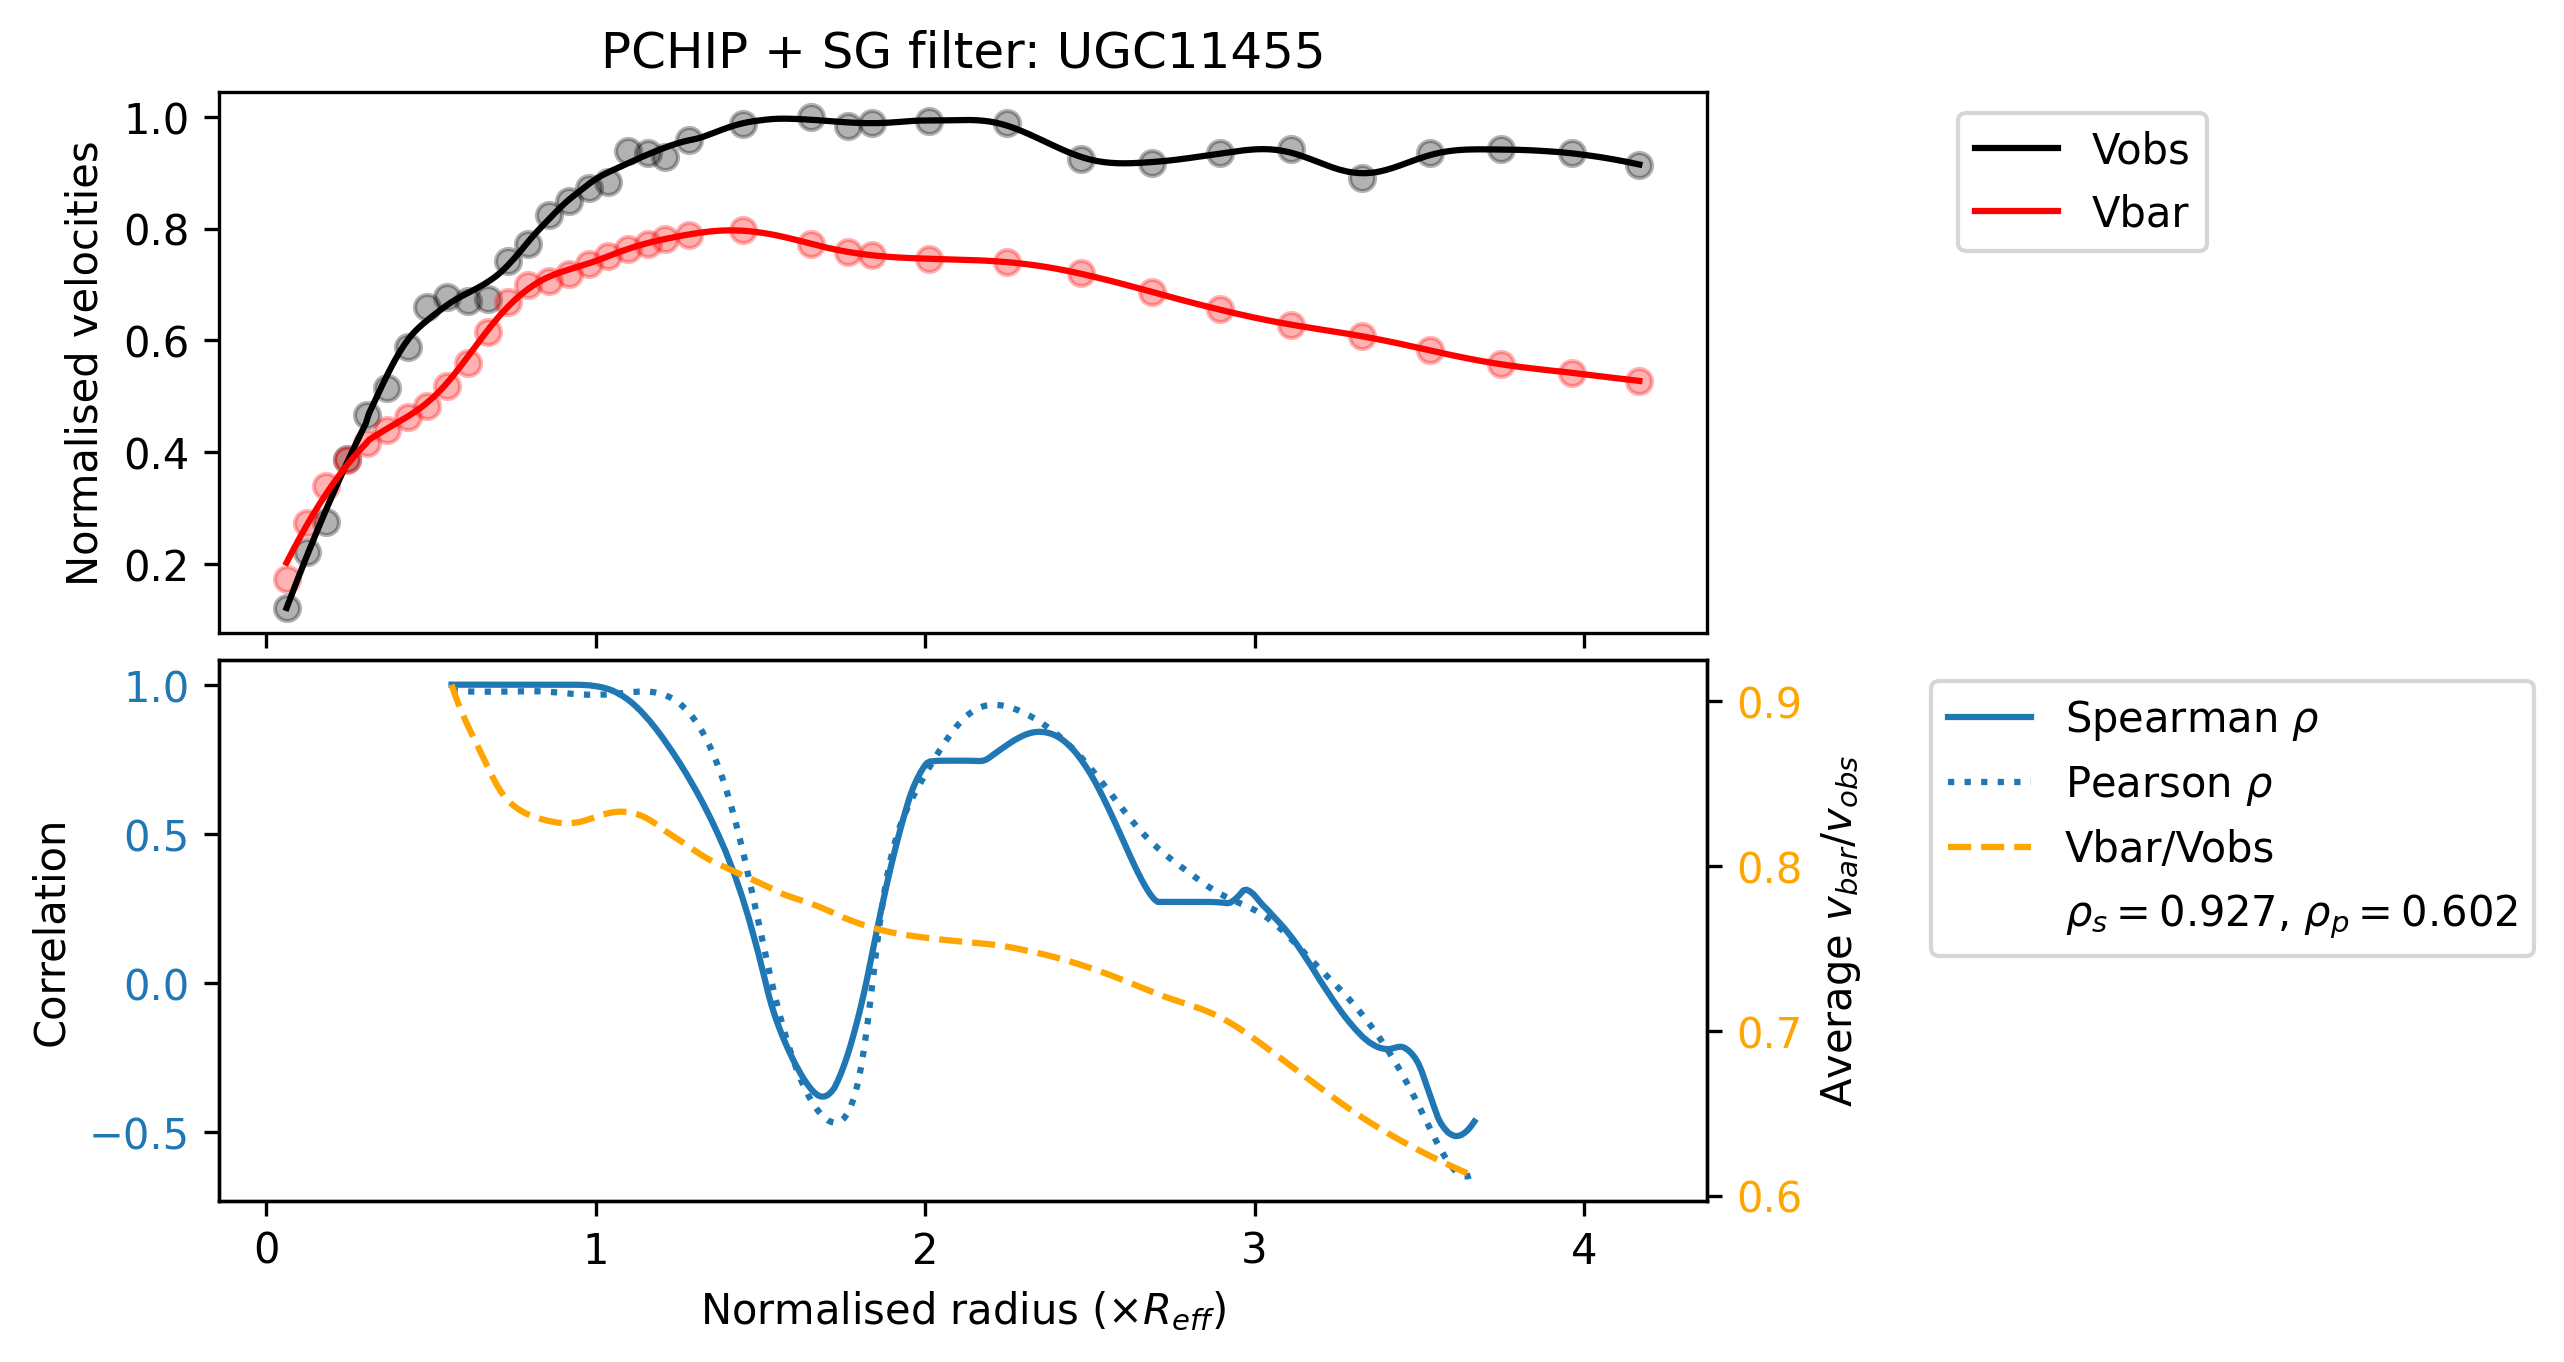 PCHIP + SG filter: UGC11455
Normalised velocities
1.0
0.8
0.6
0.4
0.2
Vobs
Vbar
Correlation
1.0
0.5
0.0
−0.5
0.9
0.8
0.7
0.6
Average v_bar/v_obs
Spearman ρ
Pearson ρ
Vbar/Vobs
ρ_s = 0.927, ρ_p = 0.602
0 1 2 3 4
Normalised radius (×R_eff)